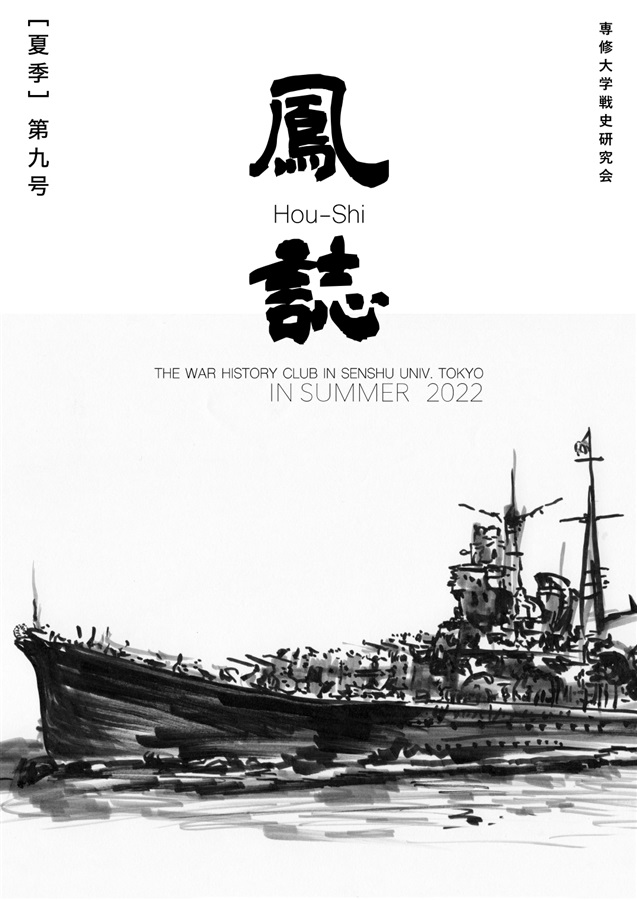 専修大学戦史研究会
［夏季］第九号
鳳
Hou-Shi
誌
THE WAR HISTORY CLUB IN SENSHU UNIV. TOKYO
IN SUMMER 2022